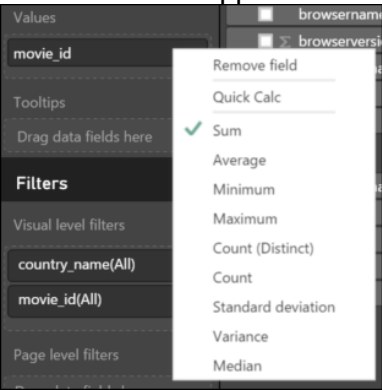 Values
browsername
Σ browserversi
movie_id
Remove field
Quick Calc
Tooltips
Sum
Drag data fields here
Average
Filters
Minimum
Maximum
Visual level filters
Count (Distinct)
country_name(All)
Count
movie_id(All)
Standard deviation
Variance
Page level filters
Median